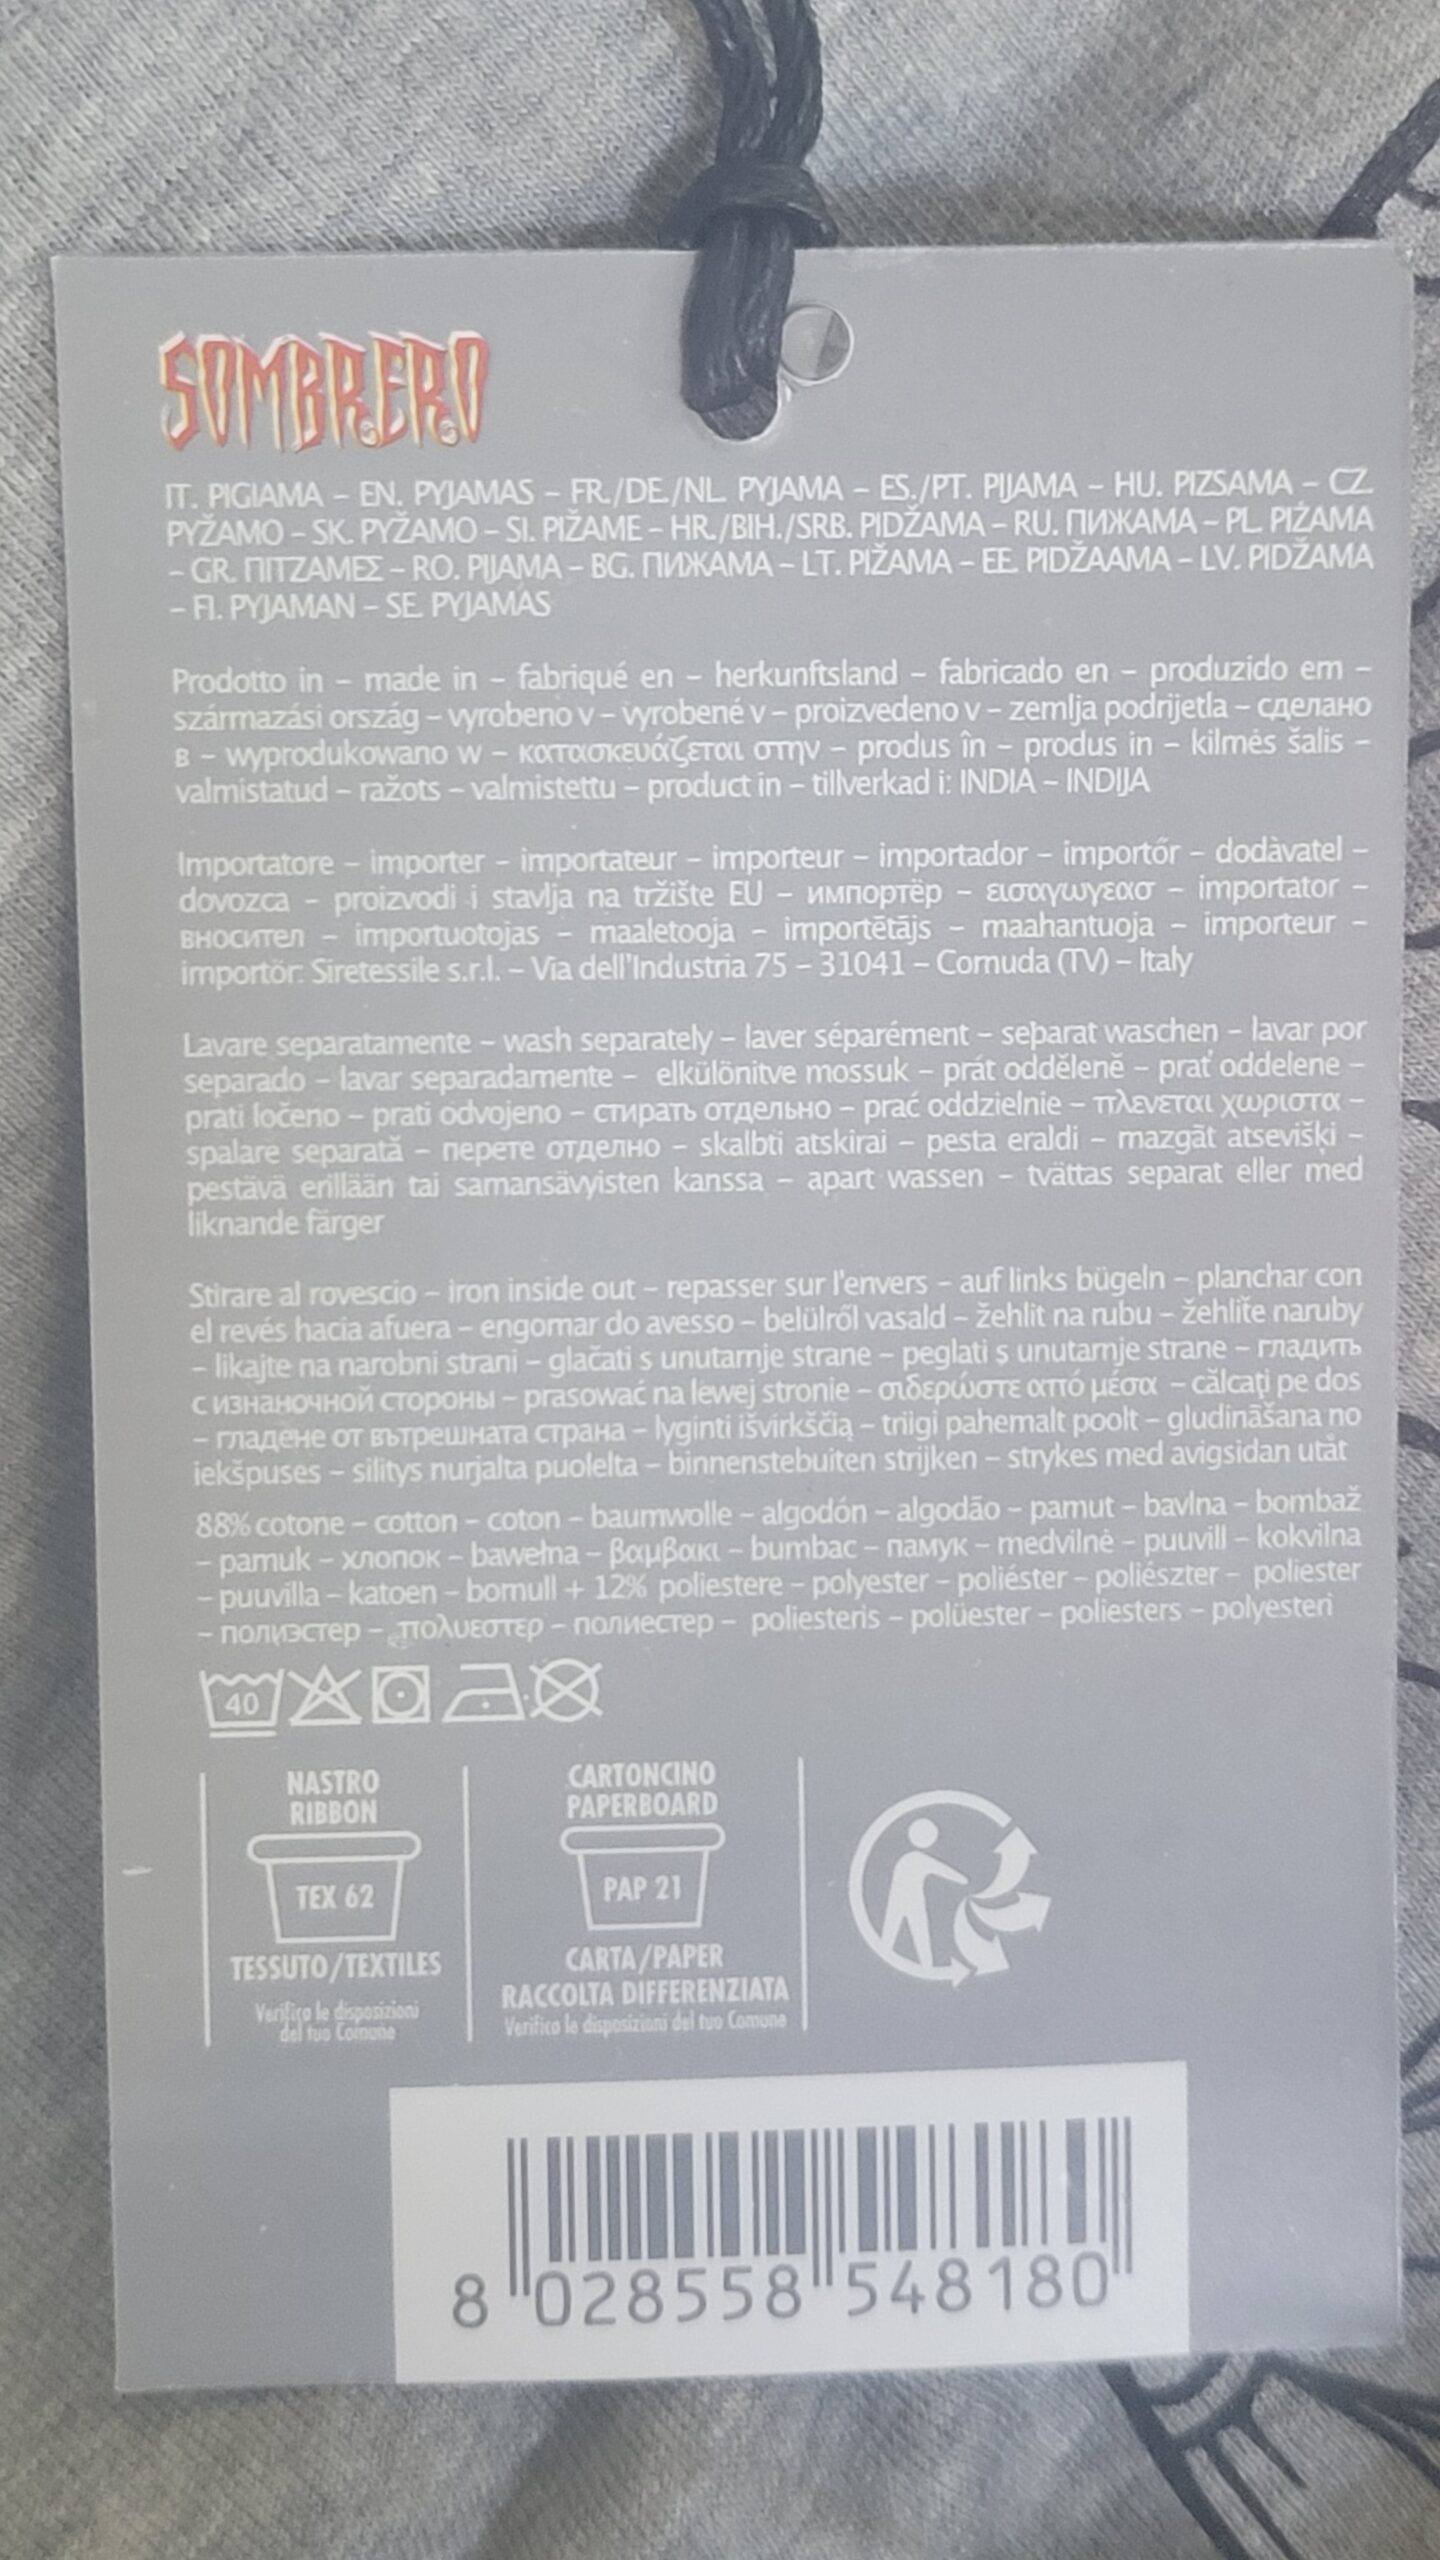 SOMBRERO
IT. PIGIAMA – EN. PYJAMAS – FR./DE./NL. PYJAMA – ES./PT. PIJAMA – HU. PIZSAMA – CZ.
PYŽAMO – SK. PYŽAMO – SI. PIŽAME – HR./BIH./SRB. PIDŽAMA – RU. ПИЖАМА – PL. PIŻAMA
– GR. ΠΙΤΖΑΜΕΣ – RO. PIJAMA – BG. ПИЖАМА – LT. PIŽAMA – EE. PIDŽAAMA – LV. PIDŽAMA
– FI. PYJAMAN – SE. PYJAMAS
Prodotto in – made in – fabriqué en – herkunftsland – fabricado en – produzido em –
származási ország – vyrobeno v – vyrobené v – proizvedeno v – zemlja podrijetla – сделано
в – wyprodukowano w – κατασκευάζεται στην – produs în – produs in – kilmės šalis –
valmistatud – ražots – valmistettu – product in – tillverkad i: INDIA – INDIJA
Importatore – importer – importateur – importeur – importador – importőr – dodàvatel –
dovozca – proizvodi i stavlja na tržište EU – импортёр – εισαγωγεασ – importator –
вносител – importuotojas – maaletooja – importētājs – maahantuoja – importeur –
importör: Siretessile s.r.l. – Via dell'Industria 75 – 31041 – Cornuda (TV) – Italy
Lavare separatamente – wash separately – laver séparément – separat waschen – lavar por
separado – lavar separadamente – elkülönitve mossuk – prát odděleně – prať oddelene –
prati ločeno – prati odvojeno – стирать отдельно – prać oddzielnie – πλενεται χωριστα –
spalare separată – перете отделно – skalbti atskirai – pesta eraldi – mazgāt atsevišķi –
pestävä erillään tai samansävyisten kanssa – apart wassen – tvättas separat eller med
liknande färger
Stirare al rovescio – iron inside out – repasser sur l'envers – auf links bügeln – planchar con
el revés hacia afuera – engomar do avesso – belülről vasald – žehlit na rubu – žehlite naruby
– likajte na narobni strani – glačati s unutarnje strane – peglati s unutarnje strane – гладить
с изнаночной стороны – prasować na lewej stronie – σιδερώστε από μέσα – călcați pe dos
– гладене от вътрешната страна – lyginti išvirkščią – triigi pahemalt poolt – gludināšana no
iekšpuses – silitys nurjalta puolelta – binnenstebuiten strijken – strykes med avigsidan utåt
88% cotone – cotton – coton – baumwolle – algodón – algodão – pamut – bavlna – bombaž
– pamuk – хлопок – bawełna – βαμβακι – bumbac – памук – medvilnė – puuvill – kokvilna
– puuvilla – katoen – bomull + 12% poliestere – polyester – poliéster – poliészter – poliester
– полиэстер – πολυεστερ – полиестер – poliesteris – polüester – poliesters – polyesteri
40
NASTRO
RIBBON
TEX 62
TESSUTO/TEXTILES
Verifica le disposizioni
del tuo Comune
CARTONCINO
PAPERBOARD
PAP 21
CARTA/PAPER
RACCOLTA DIFFERENZIATA
Verifica le disposizioni del tuo Comune
8 028558 548180